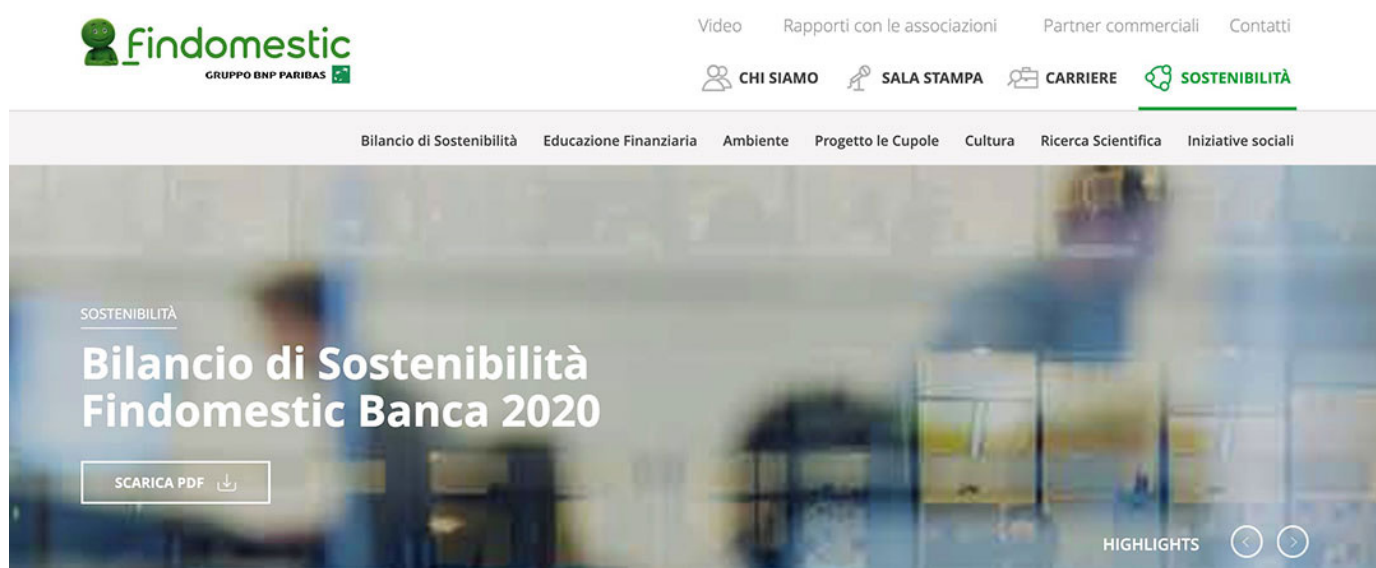 Findomestic
GRUPPO BNP PARIBAS
Video Rapporti con le associazioni Partner commerciali Contatti
CHI SIAMO SALA STAMPA CARRIERE SOSTENIBILITÀ
Bilancio di Sostenibilità Educazione Finanziaria Ambiente Progetto le Cupole Cultura Ricerca Scientifica Iniziative sociali
SOSTENIBILITÀ
Bilancio di Sostenibilità
Findomestic Banca 2020
SCARICA PDF
HIGHLIGHTS